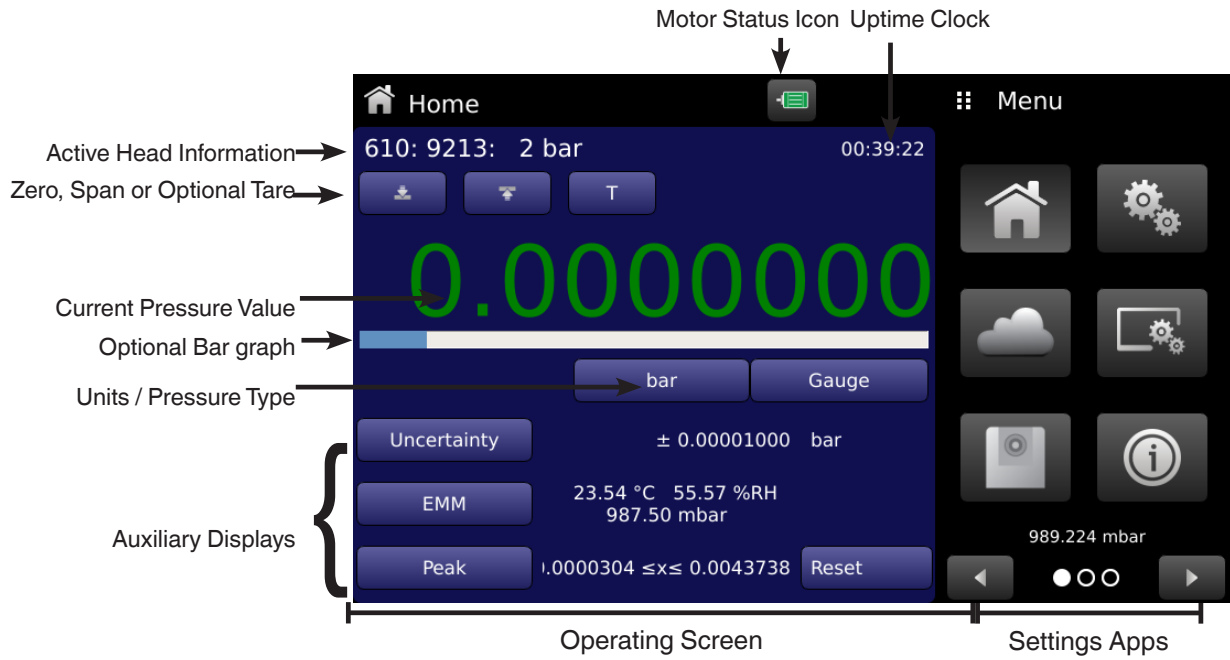 Motor Status Icon Uptime Clock
Home
Menu
Active Head Information
610: 9213: 2 bar
00:39:22
Zero, Span or Optional Tare
T
0.0000000
Current Pressure Value
Optional Bar graph
Units / Pressure Type
bar
Gauge
Uncertainty
± 0.00001000 bar
EMM
23.54 °C 55.57 %RH
987.50 mbar
Auxiliary Displays
989.224 mbar
Peak
.0000304 ≤x≤ 0.0043738
Reset
Operating Screen
Settings Apps